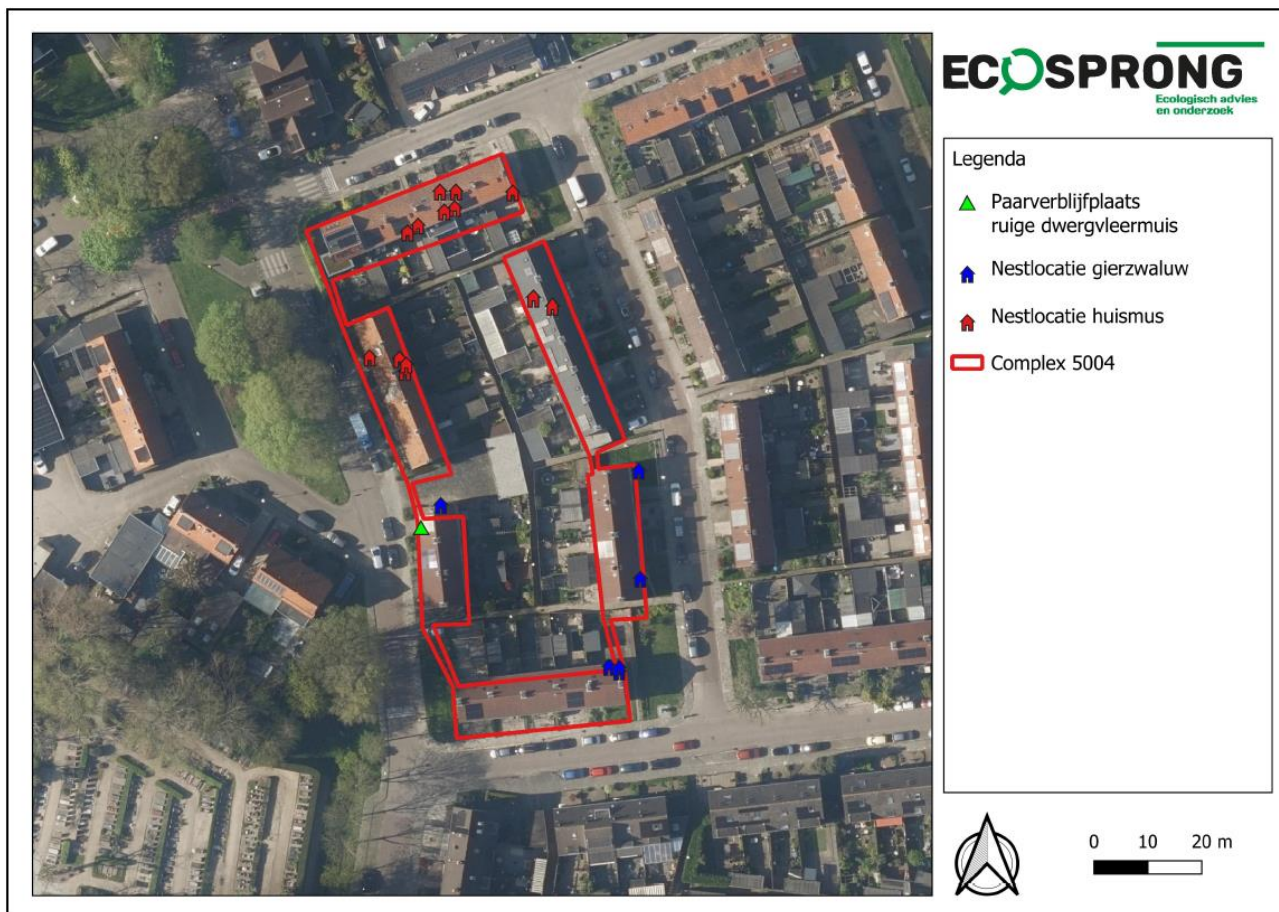 ECOSPRONG
Ecologisch advies
en onderzoek
Legenda
Paarverblijfplaats
ruige dwergvleermuis
Nestlocatie gierzwaluw
Nestlocatie huismus
Complex 5004
0 10 20 m